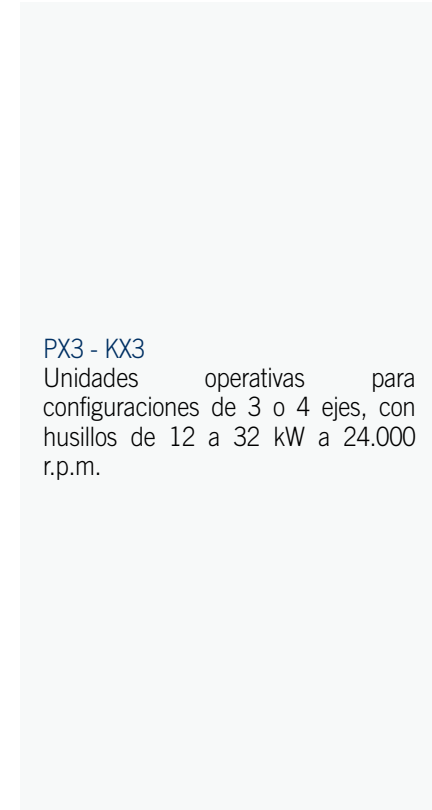 PX3 - KX3
Unidades operativas para
configuraciones de 3 o 4 ejes, con
husillos de 12 a 32 kW a 24.000
r.p.m.